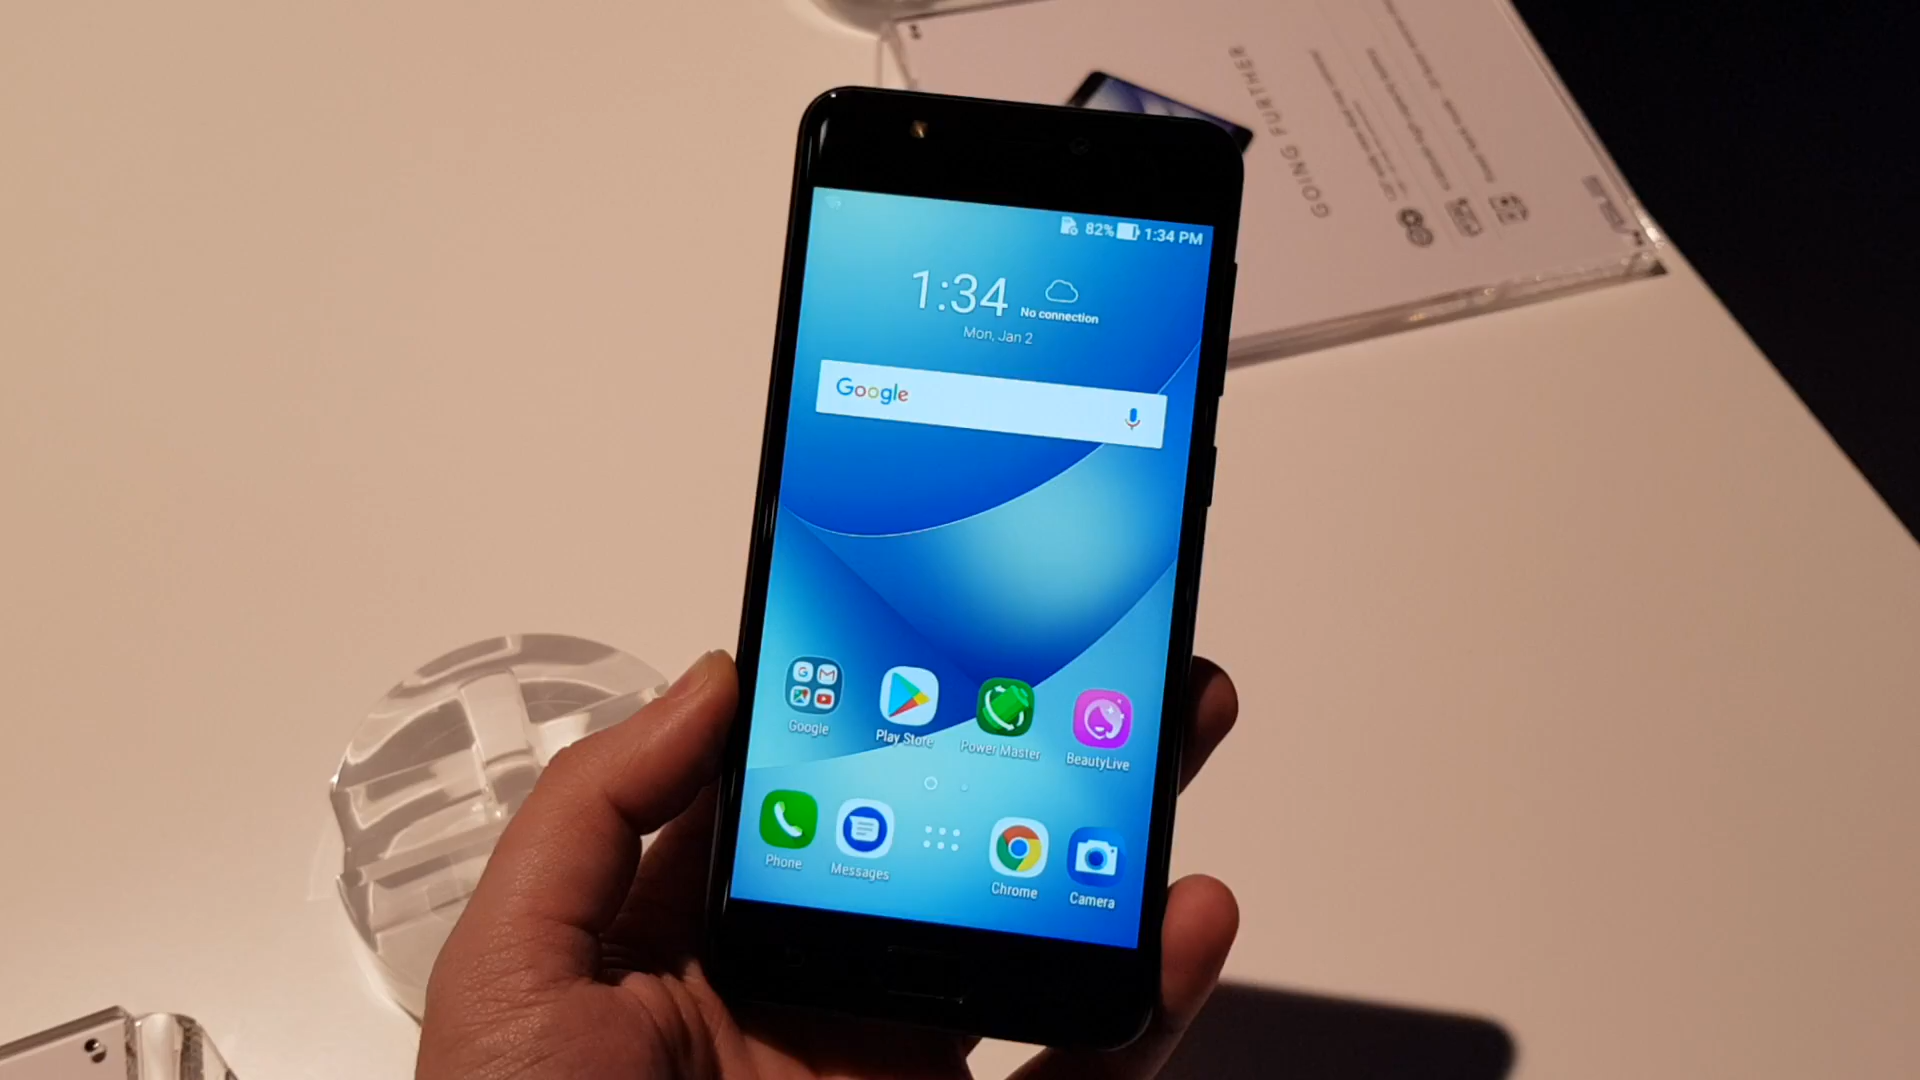 GOING FURTHER
82% 1:34 PM
1:34
No connection
Mon, Jan 2
Google
Google
Play Store
Power Master
BeautyLive
Phone
Messages
Chrome
Camera